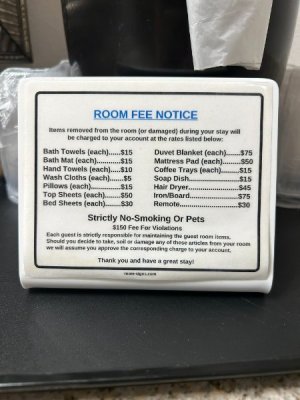 ROOM FEE NOTICE
Items removed from the room (or damaged) during your stay will
be charged to your account at the rates listed below:
Bath Towels (each)......$15
Bath Mat (each)...........$15
Hand Towels (each)....$10
Wash Cloths (each)......$5
Pillows (each)..............$15
Top Sheets (each)........$50
Bed Sheets (each)........$30
Duvet Blanket (each)......$75
Mattress Pad (each)........$50
Coffee Trays (each).........$15
Soap Dish.........................$15
Hair Dryer.........................$45
Iron/Board........................$75
Remote.............................$30
Strictly No-Smoking Or Pets
$150 Fee For Violations
Each guest is strictly responsible for maintaining the guest room items.
Should you decide to take, soil or damage any of these articles from your room
we will assume you approve the corresponding charge to your account.
Thank you and have a great stay!